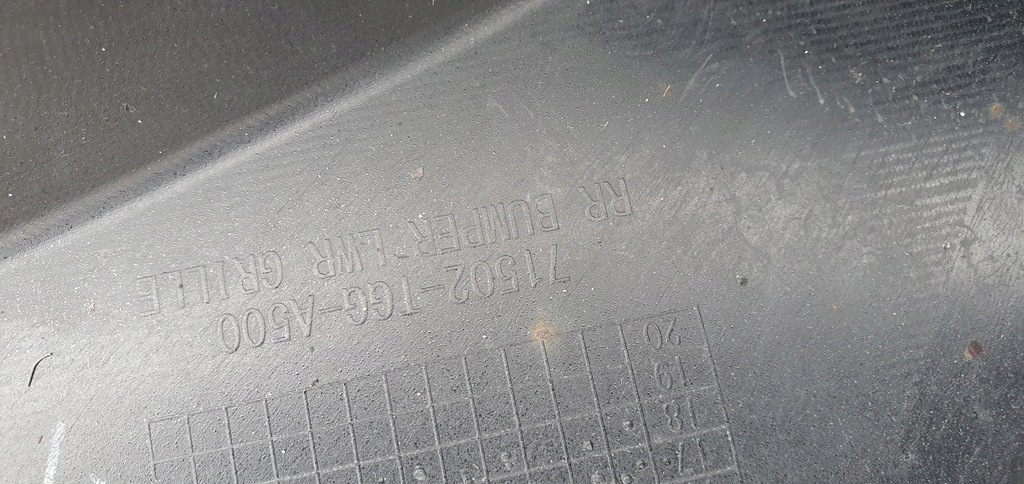 RR BUMPER LWR GRILLE
71502-TGG-A500
20
19
18
17